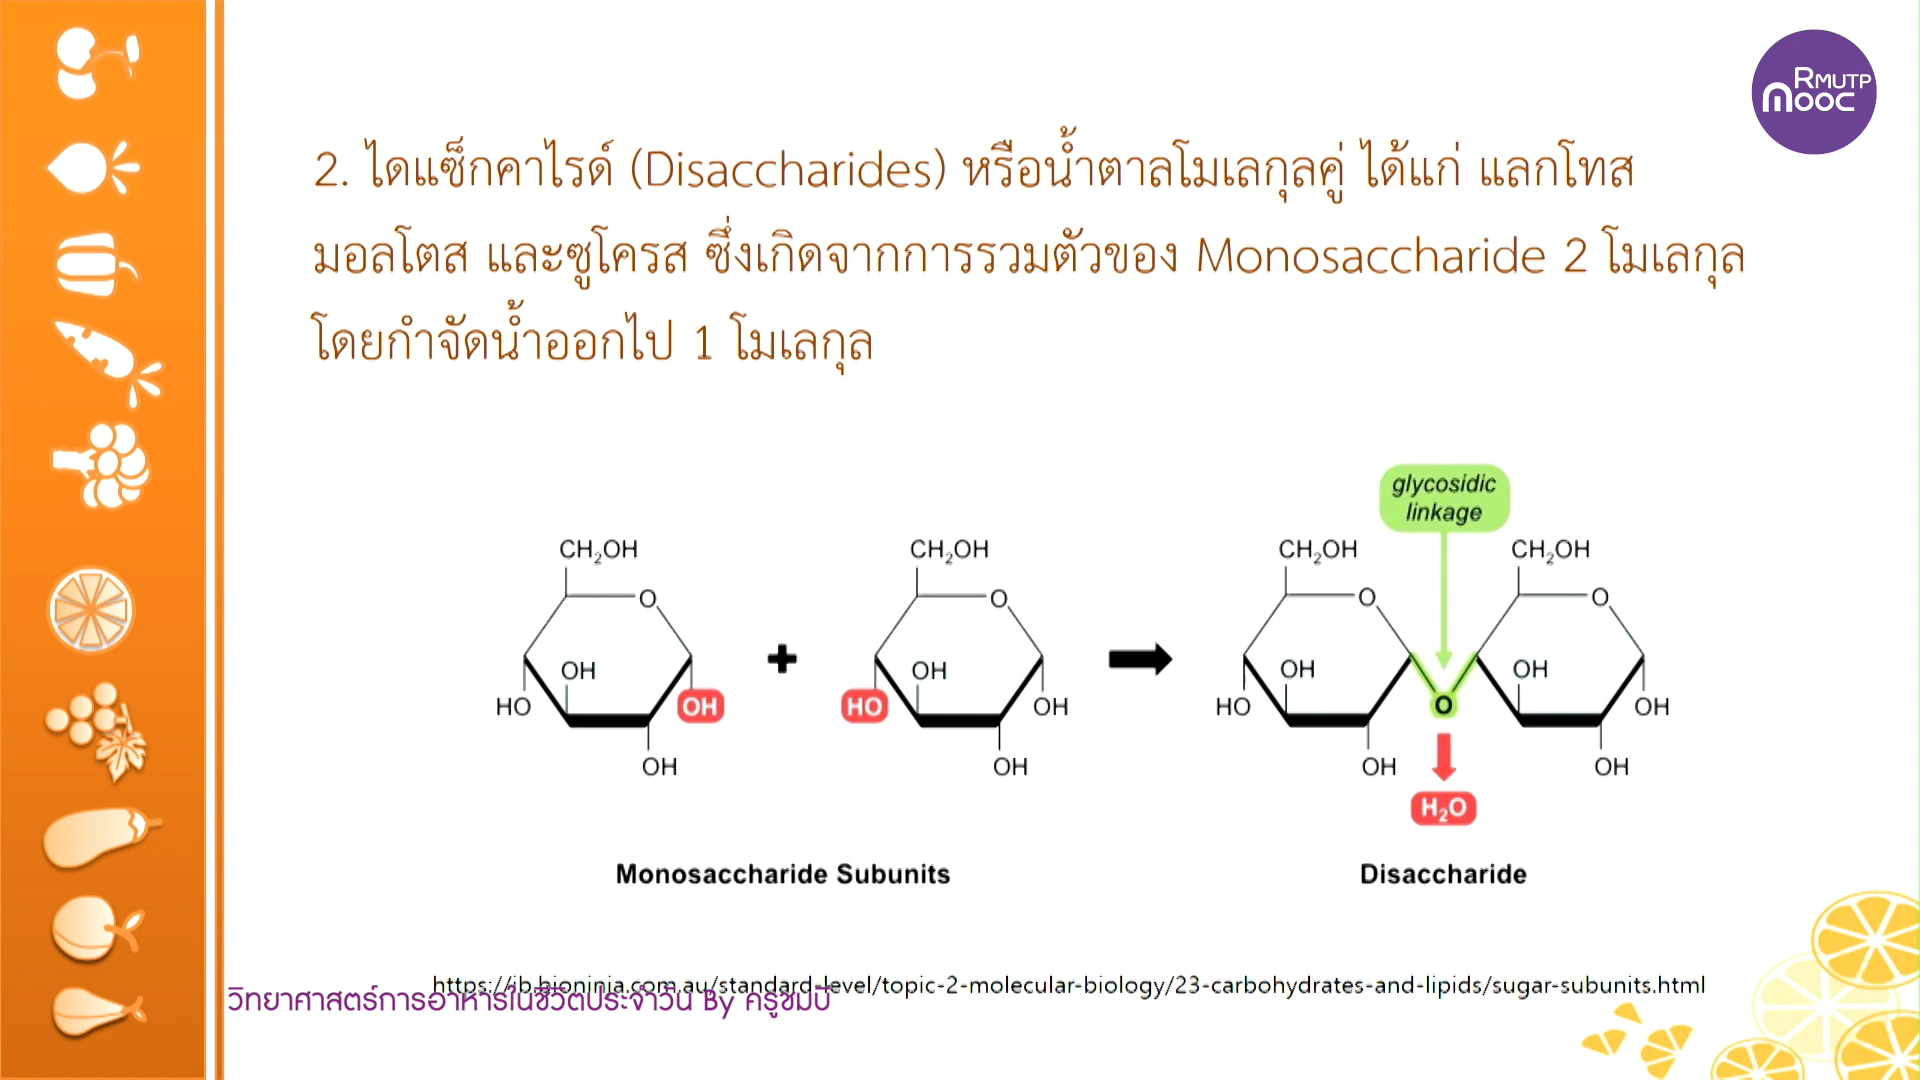 RMUTP
MOOC
2. ไดแซ็กคาไรด์ (Disaccharides) หรือน้ำตาลโมเลกุลคู่ ได้แก่ แลกโทส
มอลโตส และซูโครส ซึ่งเกิดจากการรวมตัวของ Monosaccharide 2 โมเลกุล
โดยกำจัดน้ำออกไป 1 โมเลกุล
glycosidic
linkage
CH₂OH CH₂OH CH₂OH CH₂OH
O O O O
OH OH OH OH
HO OH HO OH HO O OH
OH OH OH OH
H₂O
Monosaccharide Subunits Disaccharide
https://ib.bioninja.com.au/standard-level/topic-2-molecular-biology/23-carbohydrates-and-lipids/sugar-subunits.html
วิทยาศาสตร์การอาหารในชีวิตประจำวัน By ครูชมบี